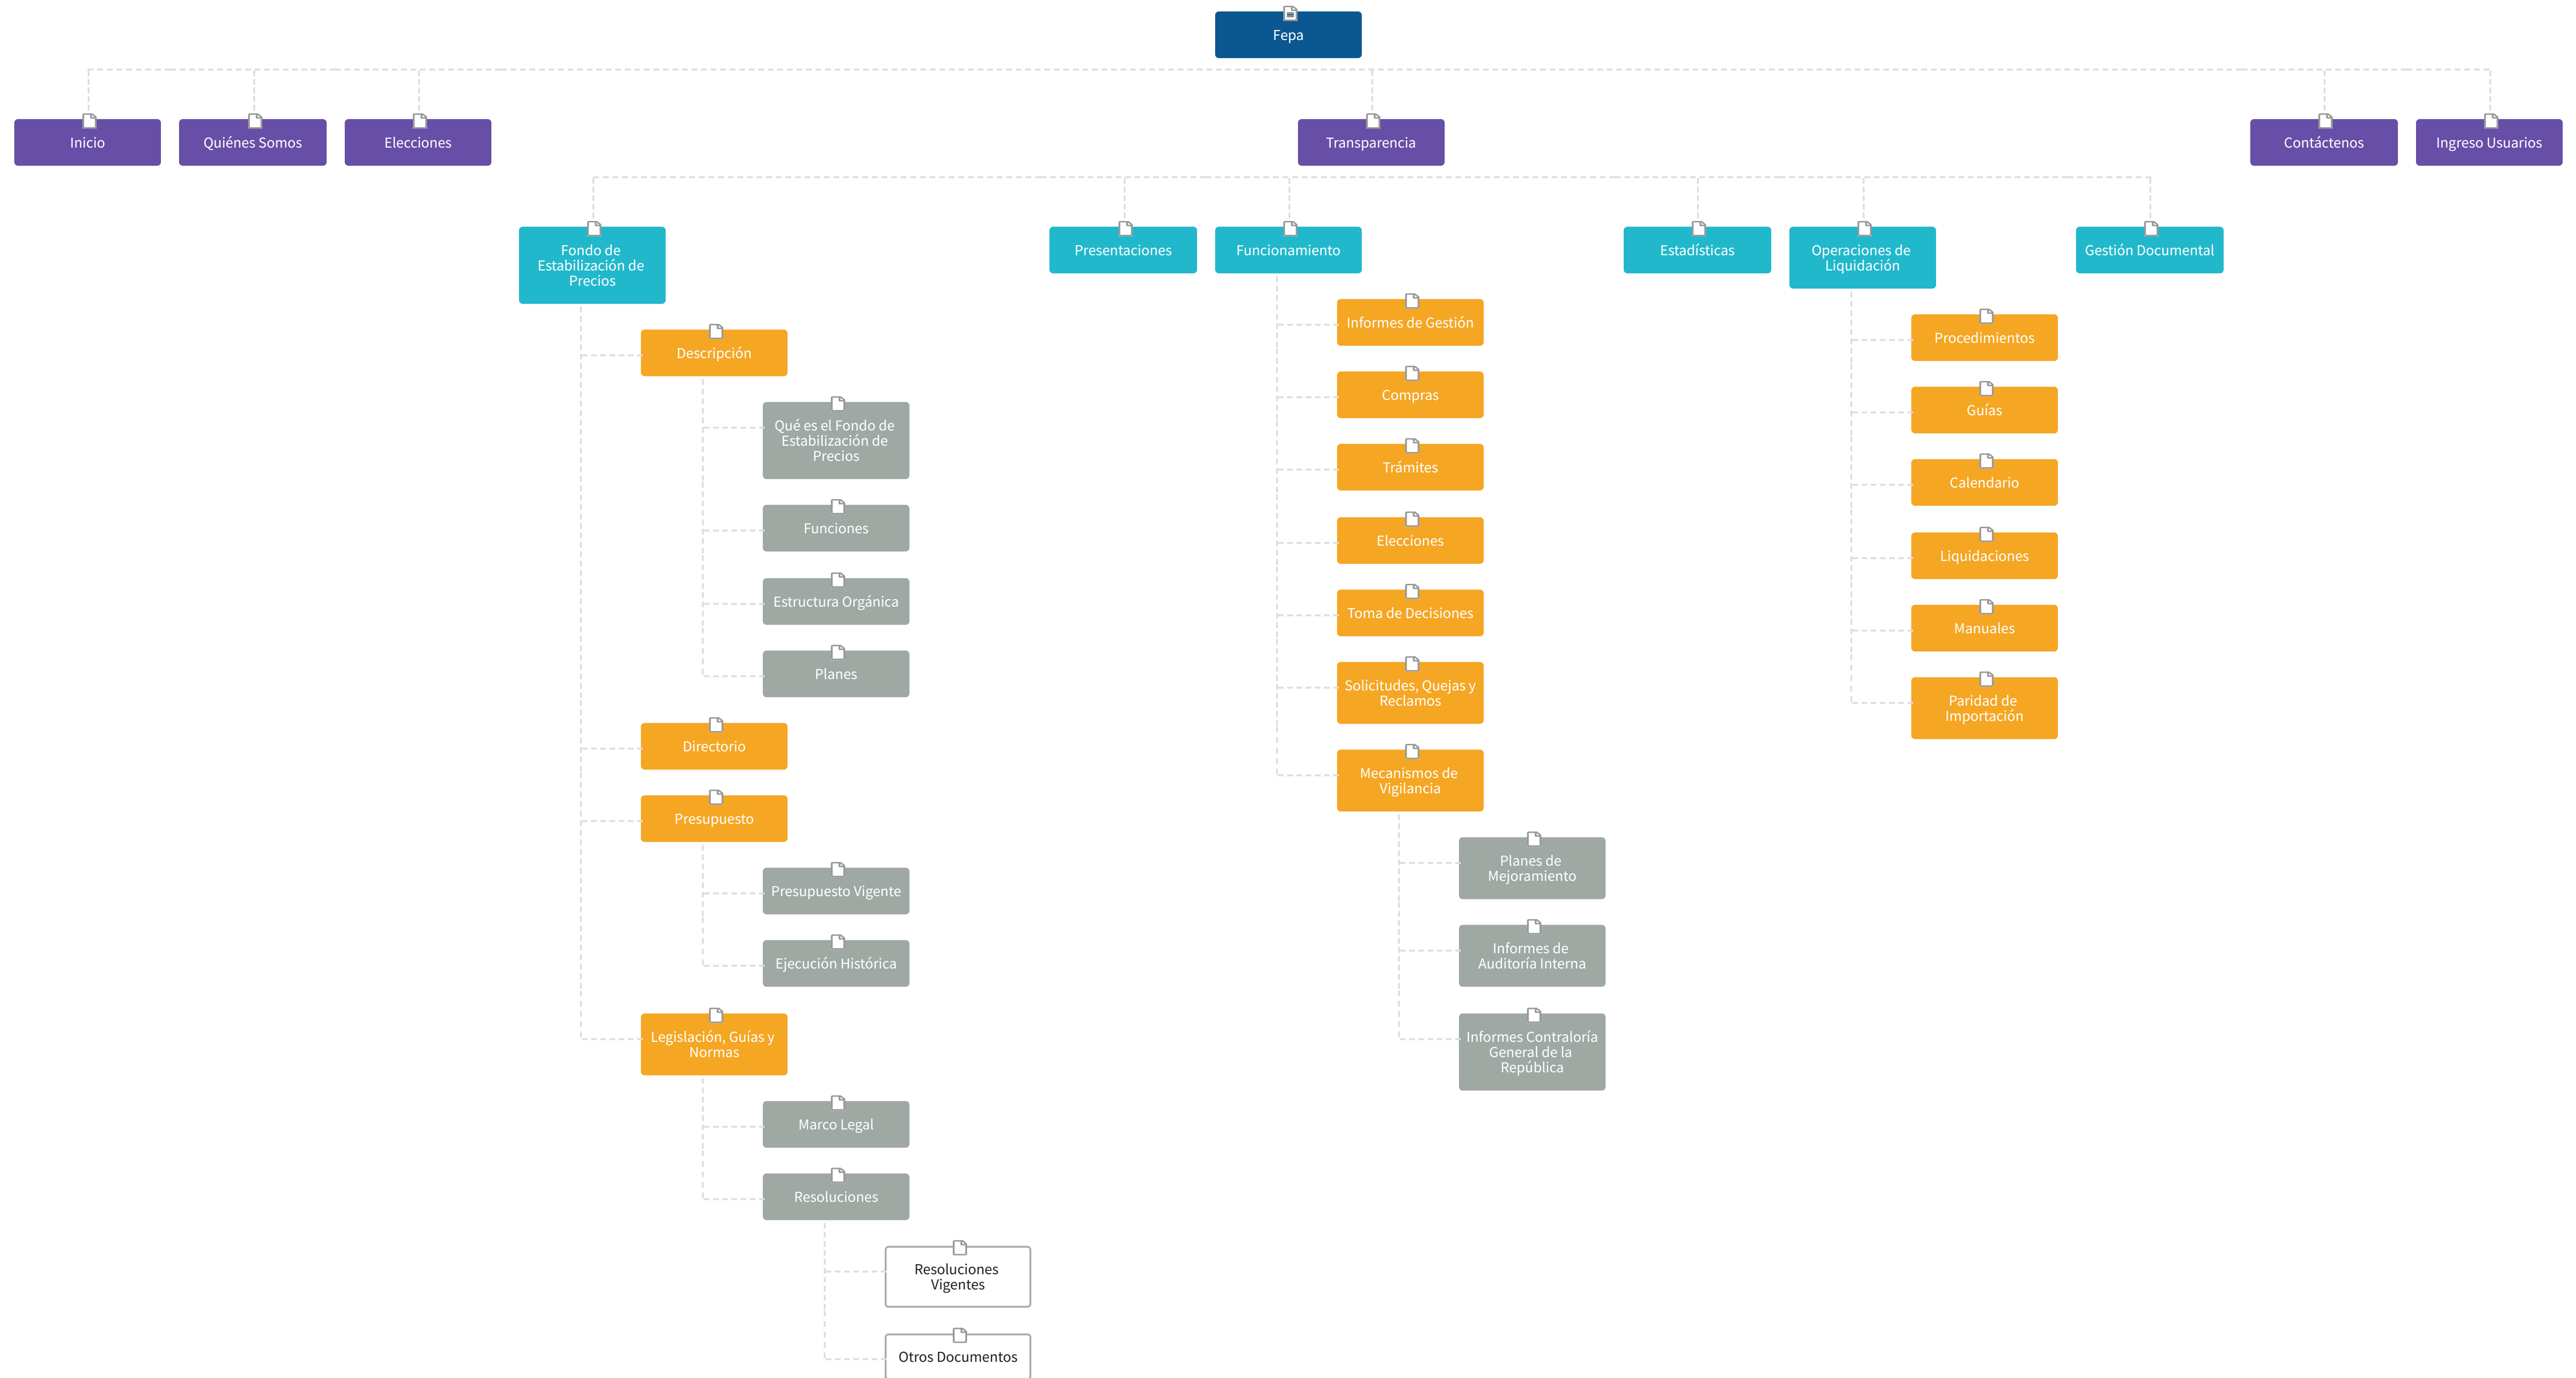 Fepa
Inicio
Quiénes Somos
Elecciones
Transparencia
Contáctenos
Ingreso Usuarios
Fondo de
Estabilización de
Precios
Descripción
Qué es el Fondo de
Estabilización de
Precios
Funciones
Estructura Orgánica
Planes
Directorio
Presupuesto
Presupuesto Vigente
Ejecución Histórica
Legislación, Guías y
Normas
Marco Legal
Resoluciones
Resoluciones
Vigentes
Otros Documentos
Presentaciones
Funcionamiento
Informes de Gestión
Compras
Trámites
Elecciones
Toma de Decisiones
Solicitudes, Quejas y
Reclamos
Mecanismos de
Vigilancia
Planes de
Mejoramiento
Informes de
Auditoría Interna
Informes Contraloría
General de la
República
Estadísticas
Operaciones de
Liquidación
Procedimientos
Guías
Calendario
Liquidaciones
Manuales
Paridad de
Importación
Gestión Documental